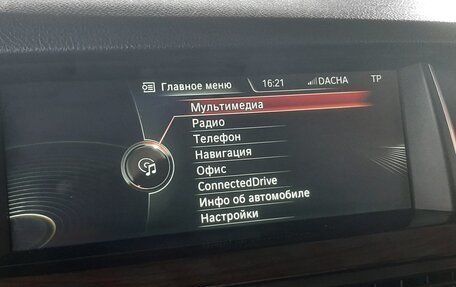 Главное меню 16:21 DACHA TP
Мультимедиа
Радио
Телефон
Навигация
Офис
ConnectedDrive
Инфо об автомобиле
Настройки